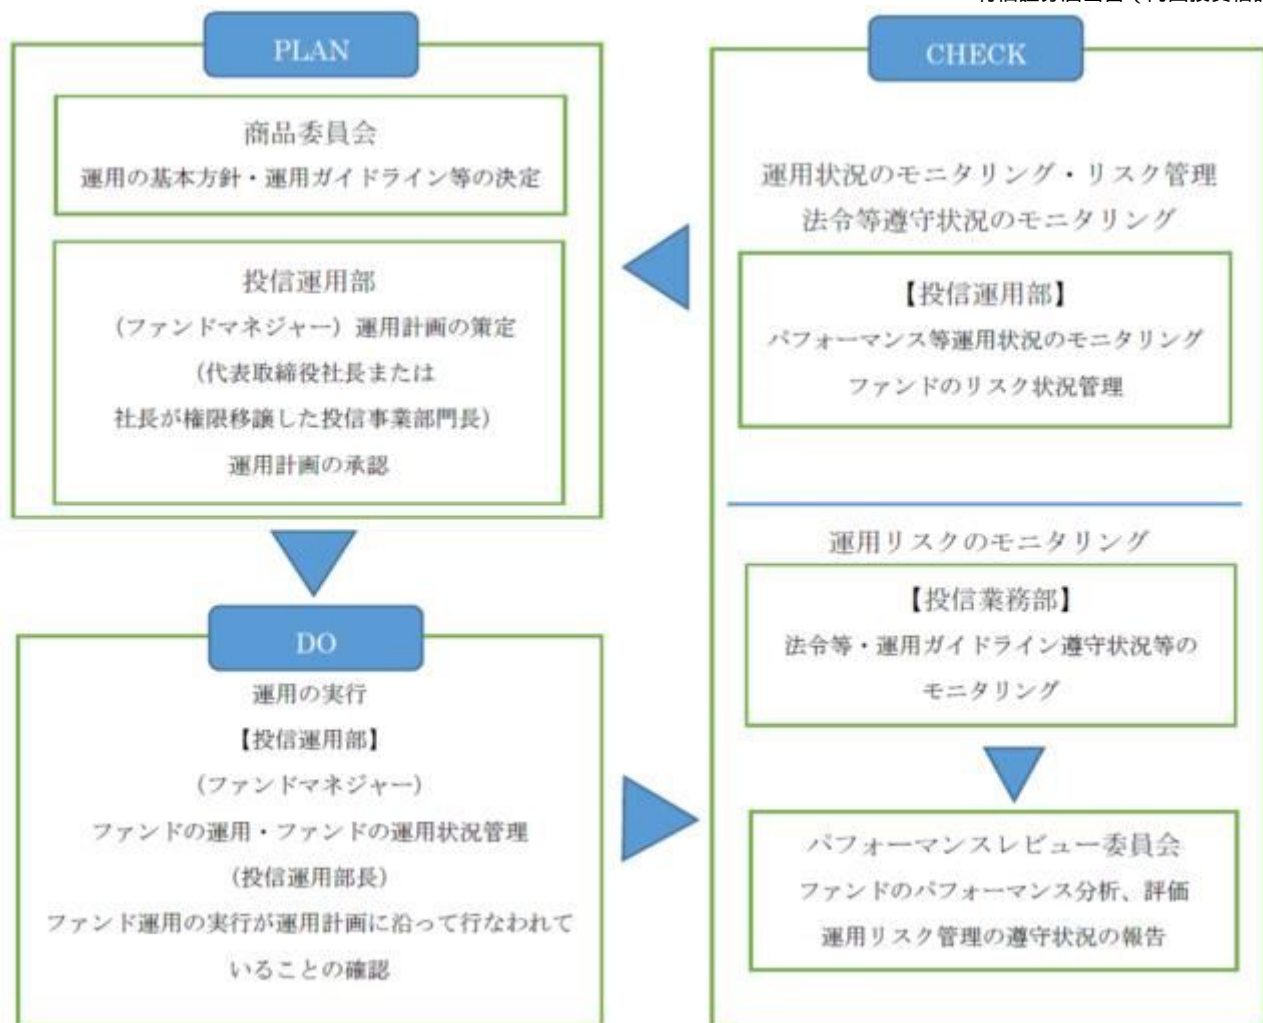 PLAN
商品委員会
運用の基本方針・運用ガイドライン等の決定
投信運用部
（ファンドマネジャー）運用計画の策定
（代表取締役社長または
社長が権限移譲した投信事業部門長）
運用計画の承認
DO
運用の実行
【投信運用部】
（ファンドマネジャー）
ファンドの運用・ファンドの運用状況管理
（投信運用部長）
ファンド運用の実行が運用計画に沿って行なわれて
いることの確認
CHECK
運用状況のモニタリング・リスク管理
法令等遵守状況のモニタリング
【投信運用部】
パフォーマンス等運用状況のモニタリング
ファンドのリスク状況管理
運用リスクのモニタリング
【投信業務部】
法令等・運用ガイドライン遵守状況等の
モニタリング
パフォーマンスレビュー委員会
ファンドのパフォーマンス分析、評価
運用リスク管理の遵守状況の報告